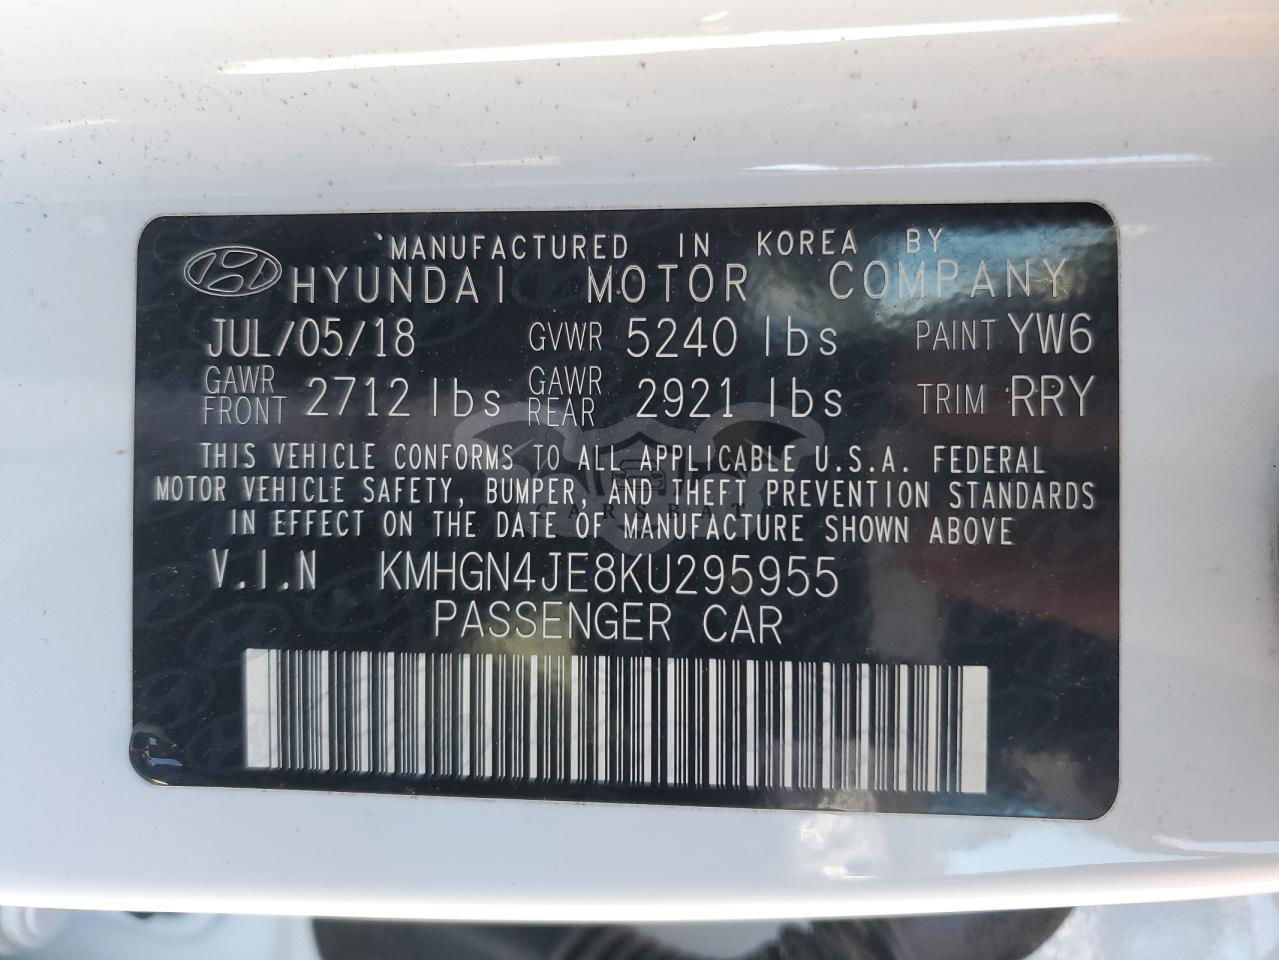 MANUFACTURED IN KOREA BY
HYUNDAI MOTOR COMPANY
JUL/05/18 GVWR 5240 lbs PAINT YW6
GAWR FRONT 2712 lbs GAWR REAR 2921 lbs TRIM RRY
THIS VEHICLE CONFORMS TO ALL APPLICABLE U.S.A. FEDERAL
MOTOR VEHICLE SAFETY, BUMPER, AND THEFT PREVENTION STANDARDS
IN EFFECT ON THE DATE OF MANUFACTURE SHOWN ABOVE
V.I.N KMHGN4JE8KU295955
PASSENGER CAR